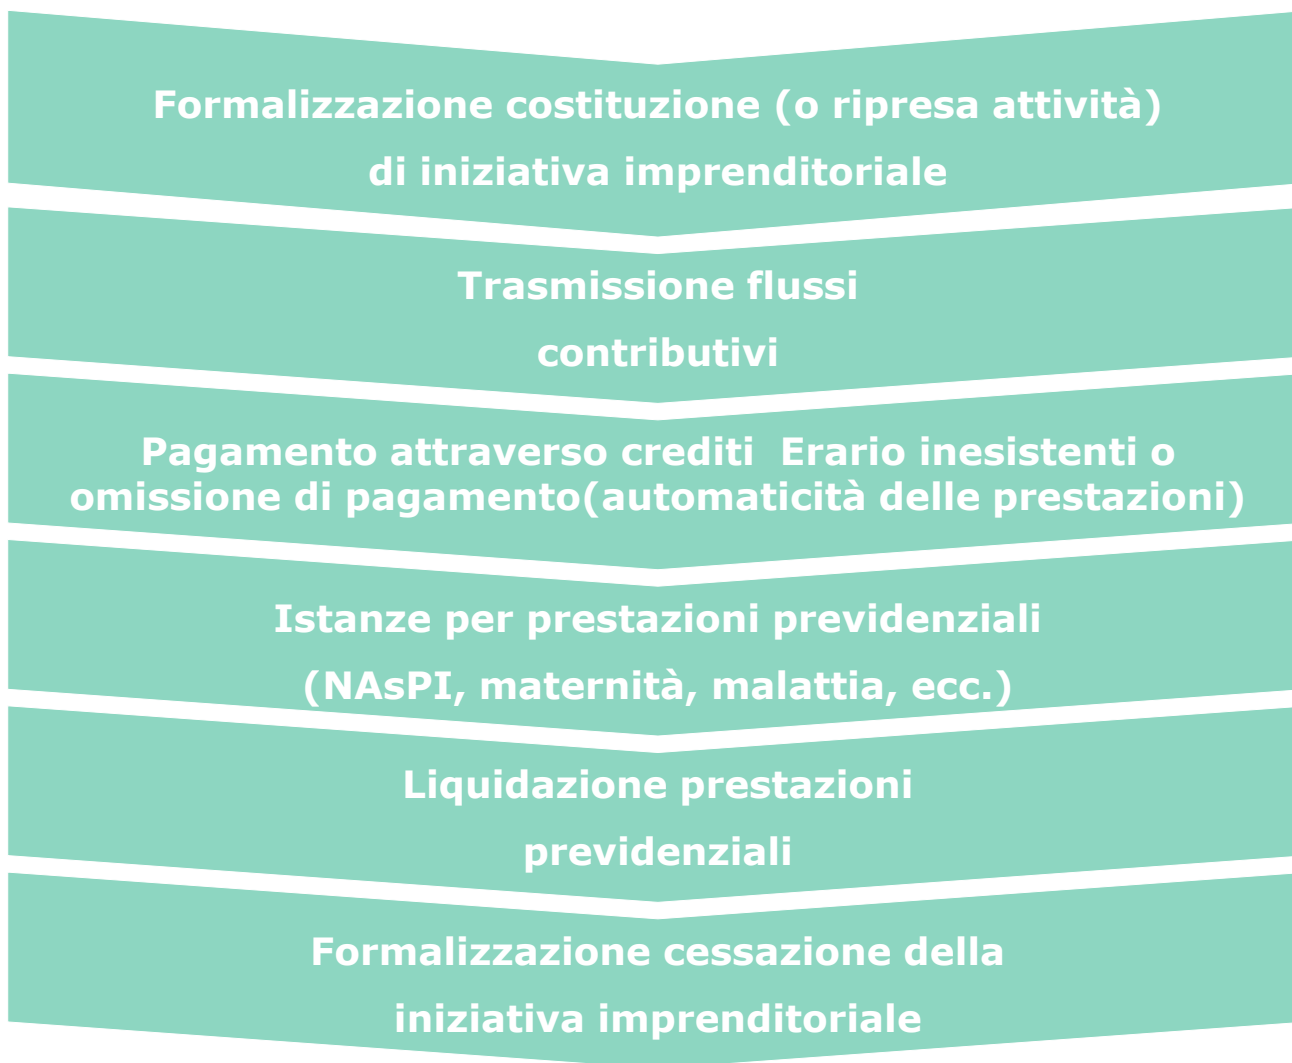 Formalizzazione costituzione (o ripresa attività)
di iniziativa imprenditoriale
Trasmissione flussi
contributivi
Pagamento attraverso crediti  Erario inesistenti o
omissione di pagamento(automaticità delle prestazioni)
Istanze per prestazioni previdenziali
(NAsPI, maternità, malattia, ecc.)
Liquidazione prestazioni
previdenziali
Formalizzazione cessazione della
iniziativa imprenditoriale